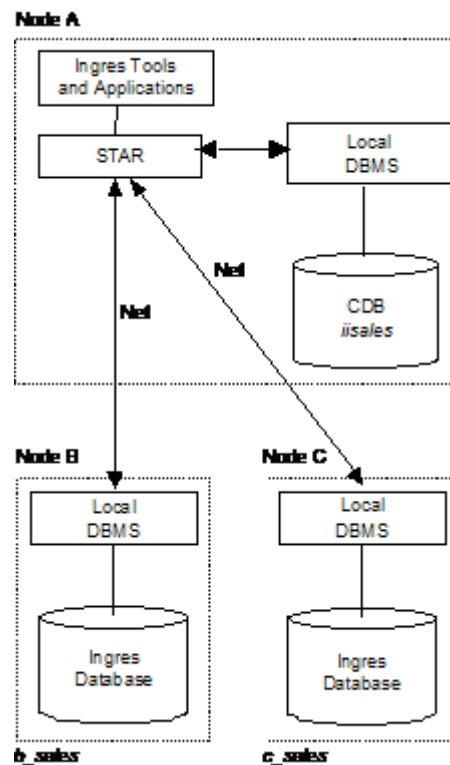 Node A
Ingres Tools
and Applications
STAR
Local
DBMS
Net
Net
CDB
iisales
Node B
Node C
Local
DBMS
Local
DBMS
Ingres
Database
Ingres
Database
b_sales
c_sales